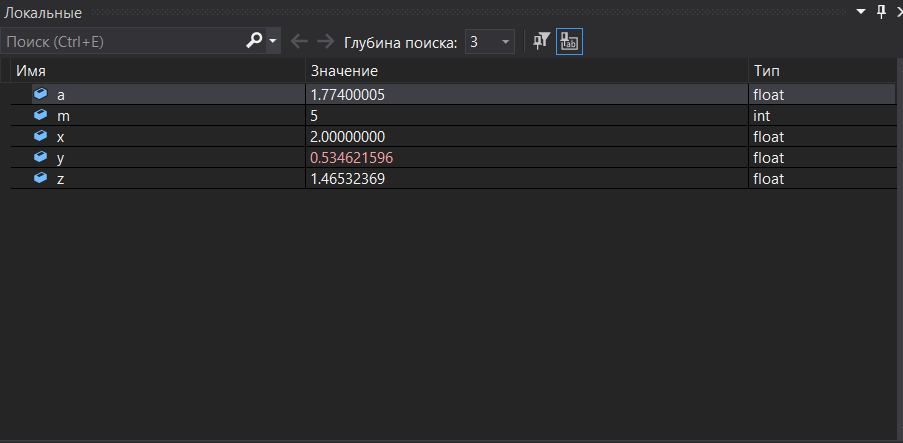 Локальные
Поиск (Ctrl+E) Глубина поиска: 3
Имя Значение Тип
a 1.77400005 float
m 5 int
x 2.00000000 float
y 0.534621596 float
z 1.46532369 float